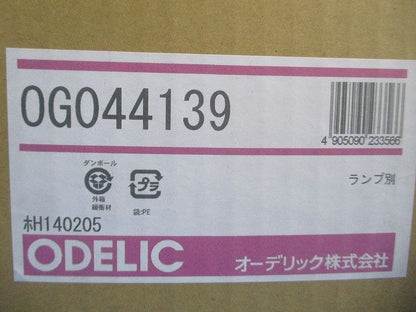 OG044139
4 905090 233566
ダンボール
外箱
緩衝材
プラ
袋:PE
ランプ別
ホH140205
ODELIC
オーデリック株式会社